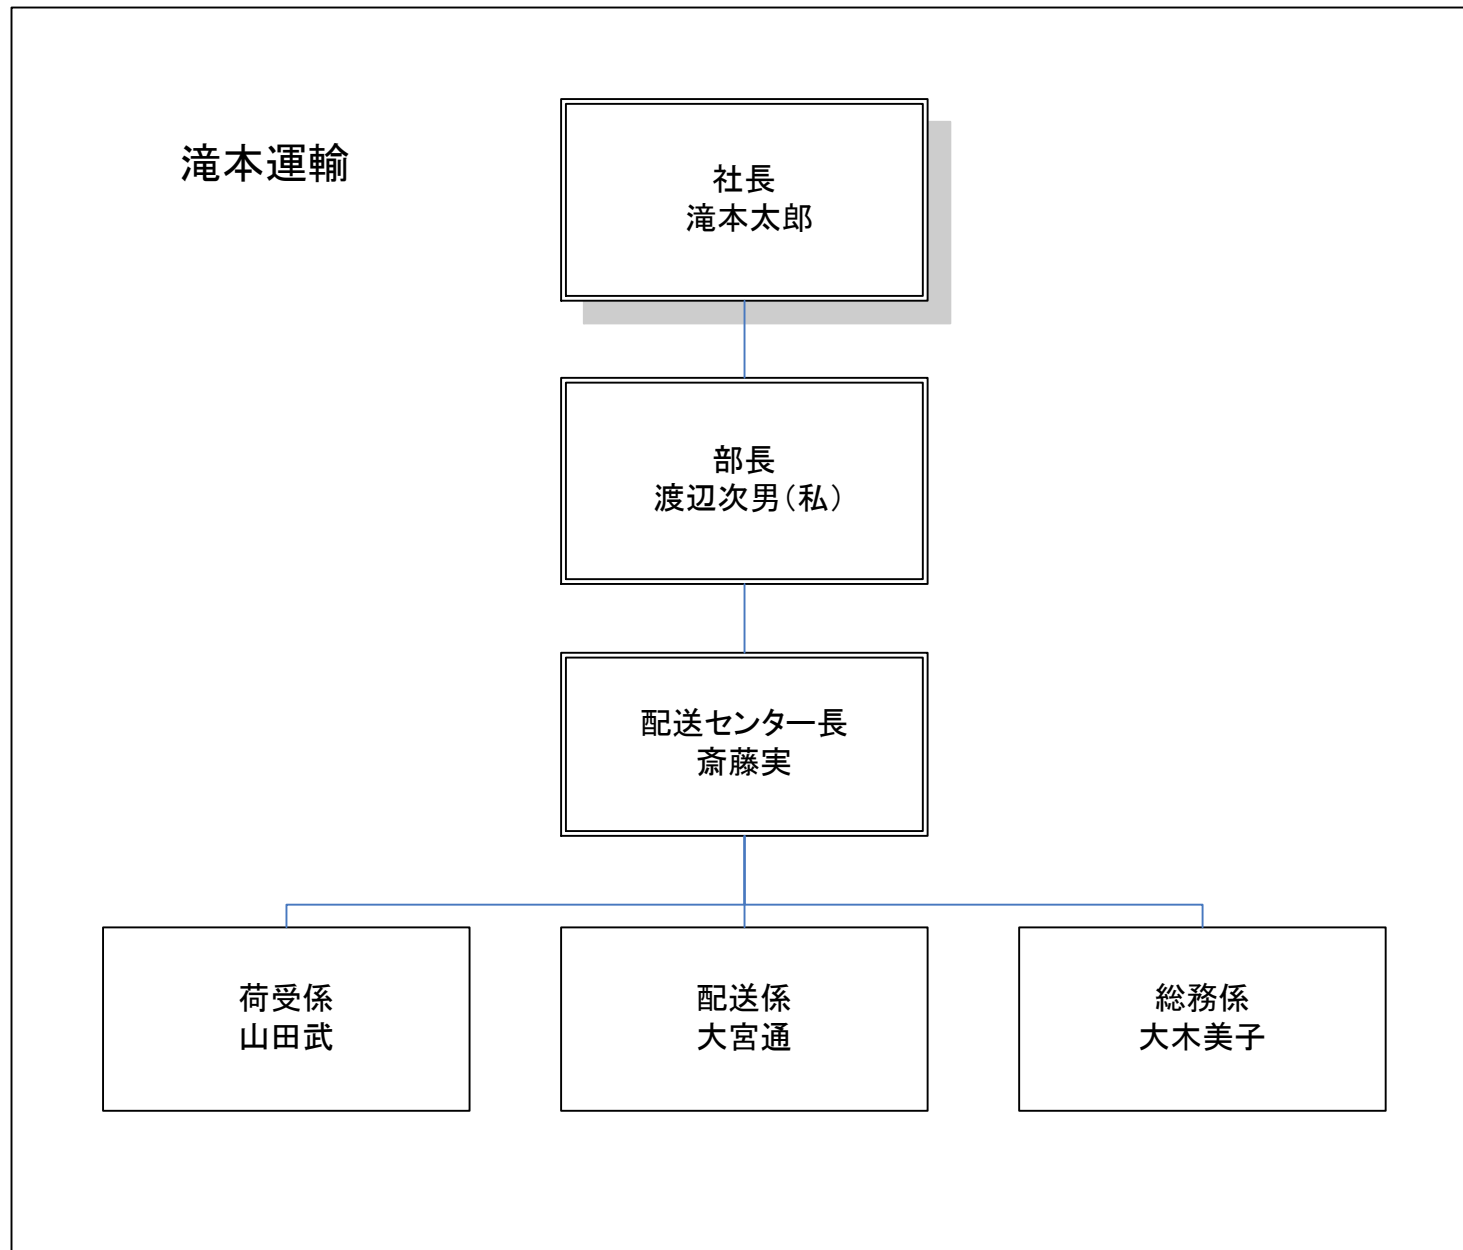 滝本運輸
社長
滝本太郎
部長
渡辺次男(私)
配送センター長
斎藤実
荷受係
山田武
配送係
大宮通
総務係
大木美子